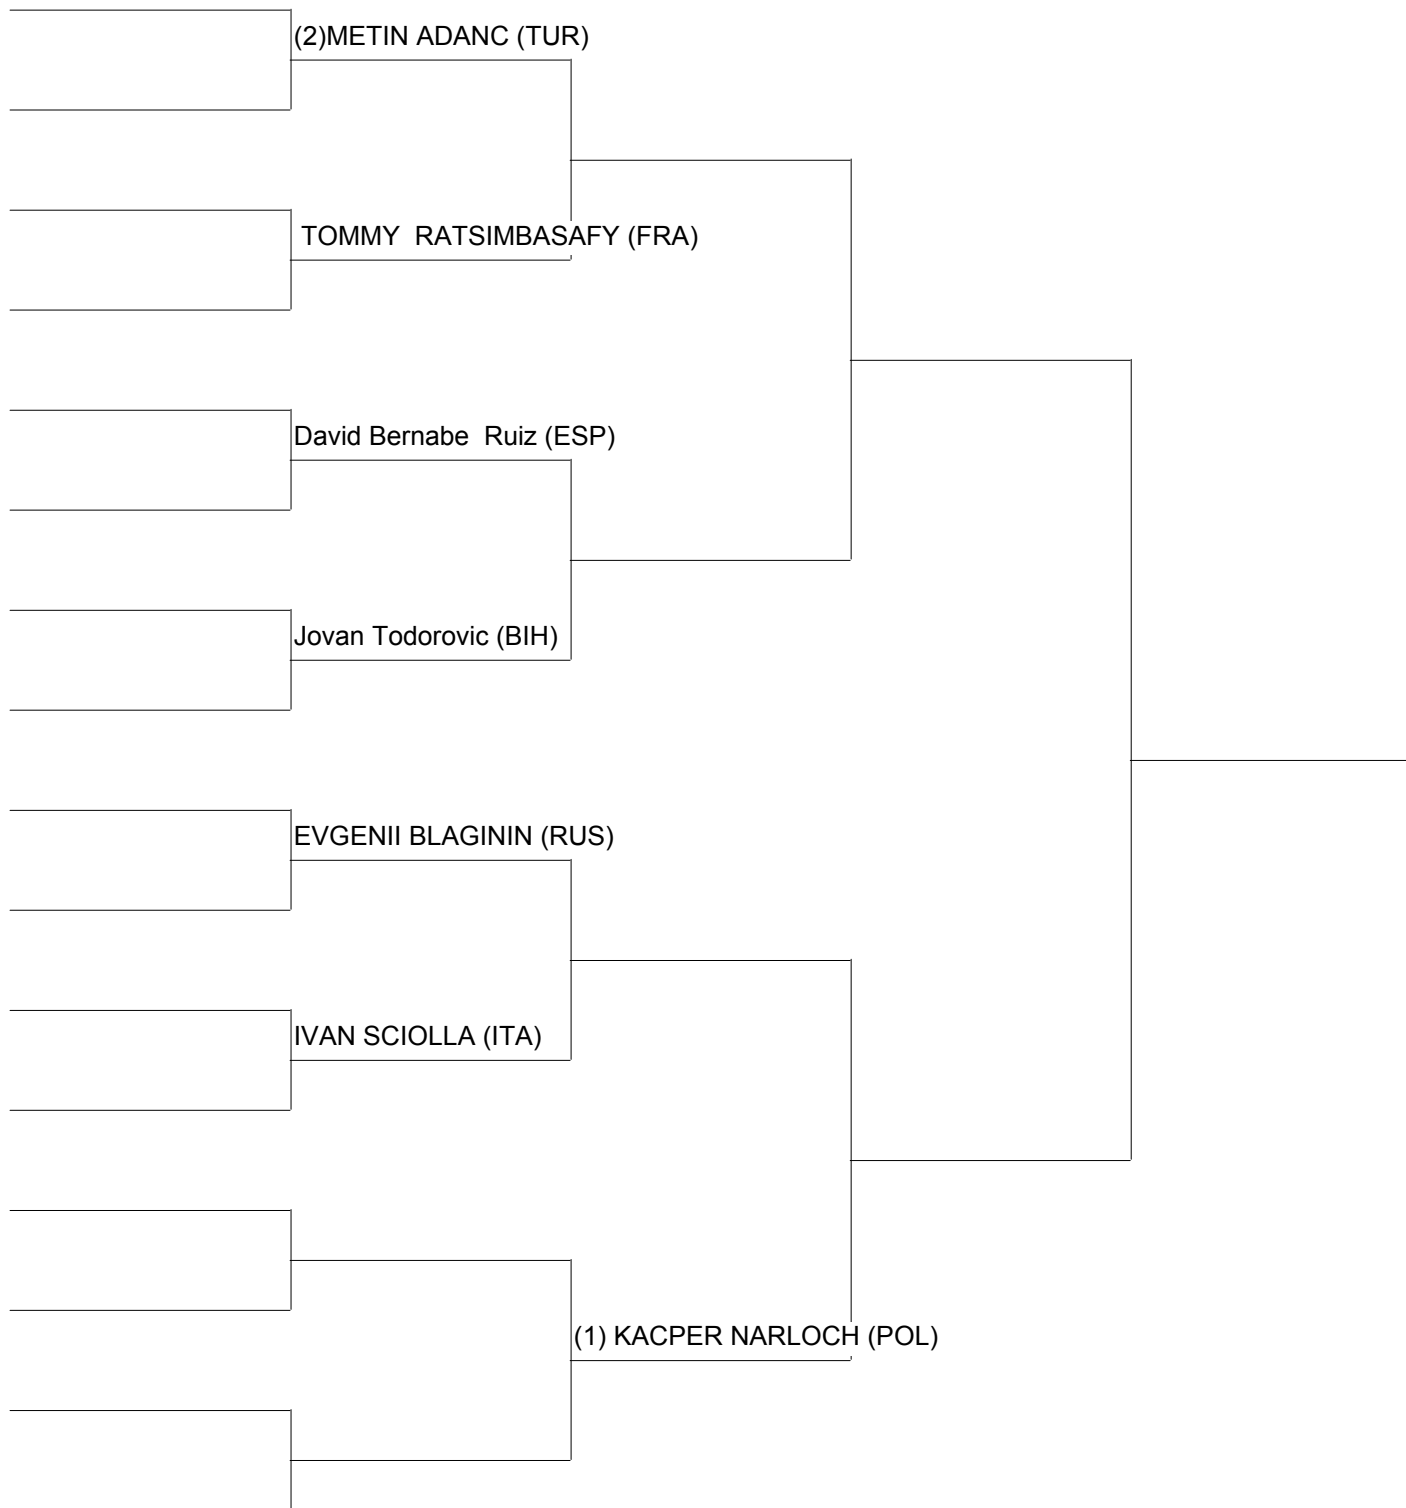 (2)METIN ADANC (TUR)
TOMMY  RATSIMBASAFY (FRA)
David Bernabe  Ruiz (ESP)
Jovan Todorovic (BIH)
EVGENII BLAGININ (RUS)
IVAN SCIOLLA (ITA)
(1) KACPER NARLOCH (POL)